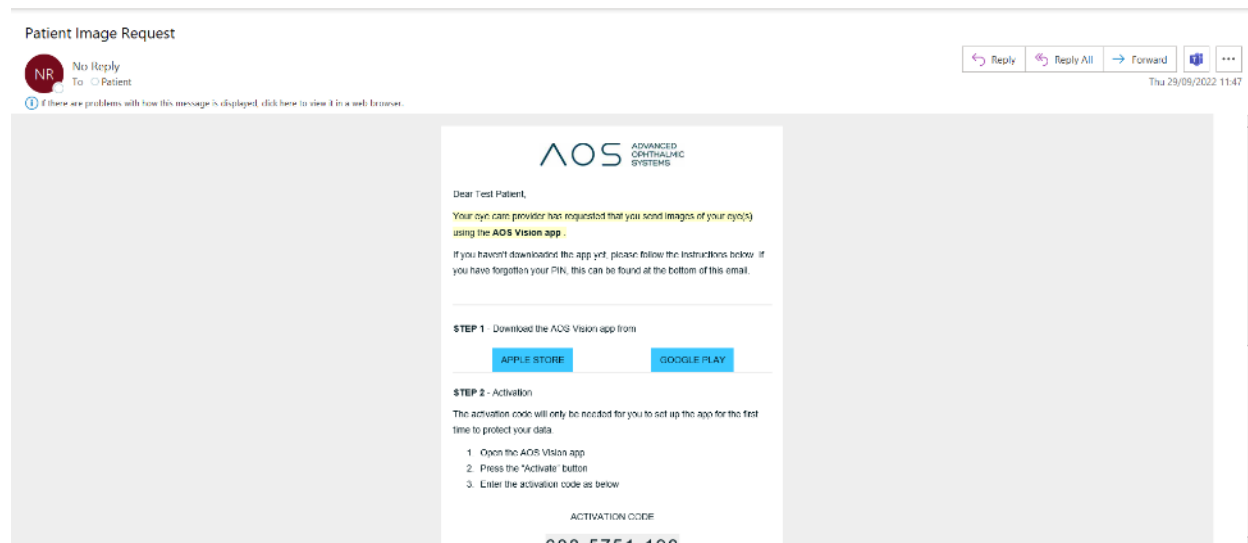 Patient Image Request
NR
No Reply
To Patient
Reply
Reply All
Forward
Thu 29/09/2022 11:47
If there are problems with how this message is displayed, click here to view it in a web browser.
AOS ADVANCED
OPHTHALMIC
SYSTEMS
Dear Test Patient,
Your eye care provider has requested that you send images of your eye(s)
using the AOS Vision app .
If you haven't downloaded the app yet, please follow the instructions below. If
you have forgotten your PIN, this can be found at the bottom of this email.
STEP 1 - Download the AOS Vision app from
APPLE STORE
GOOGLE PLAY
STEP 2 - Activation
The activation code will only be needed for you to set up the app for the first
time to protect your data.
1. Open the AOS Vision app
2. Press the "Activate" button
3. Enter the activation code as below
ACTIVATION CODE